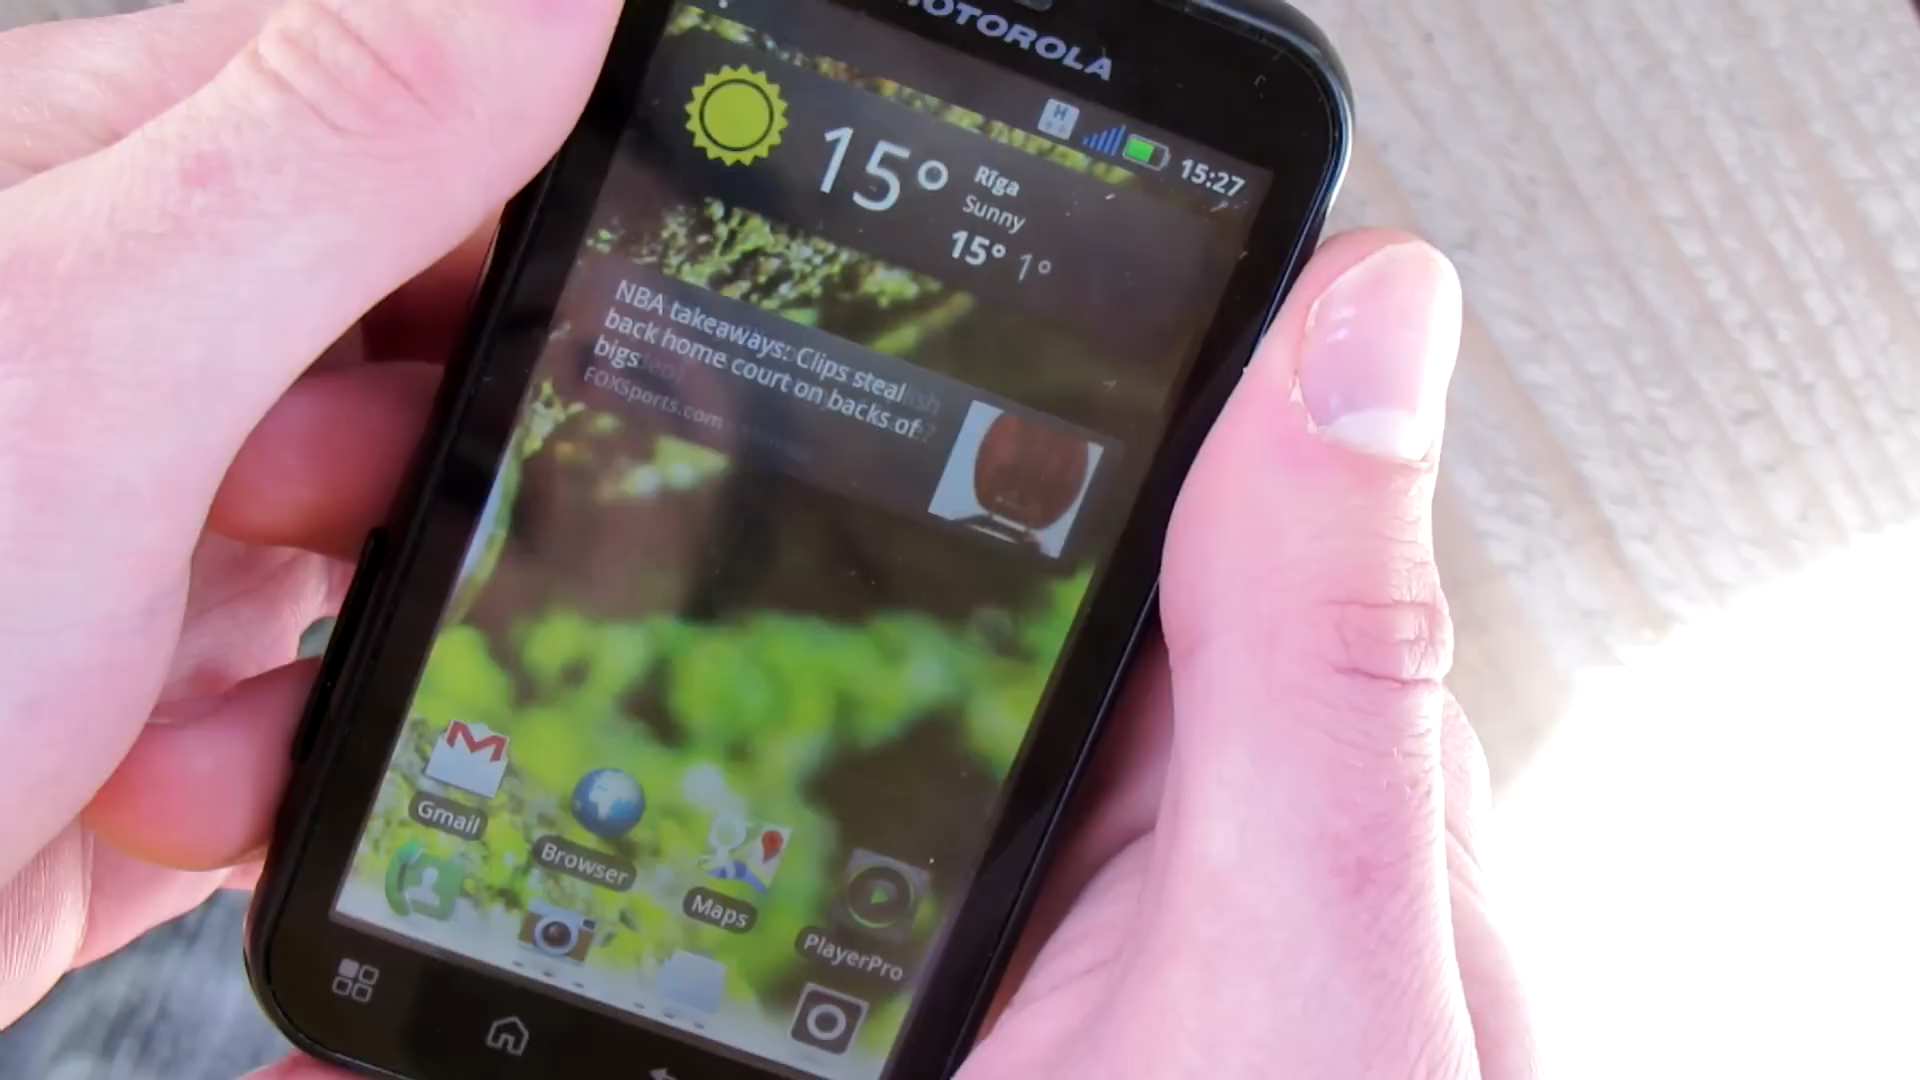 MOTOROLA
H
15:27
15°
Rīga
Sunny
15° 1°
NBA takeaways: Clips steal
back home court on backs of
bigs
FOXSports.com
Gmail
Browser
Maps
PlayerPro